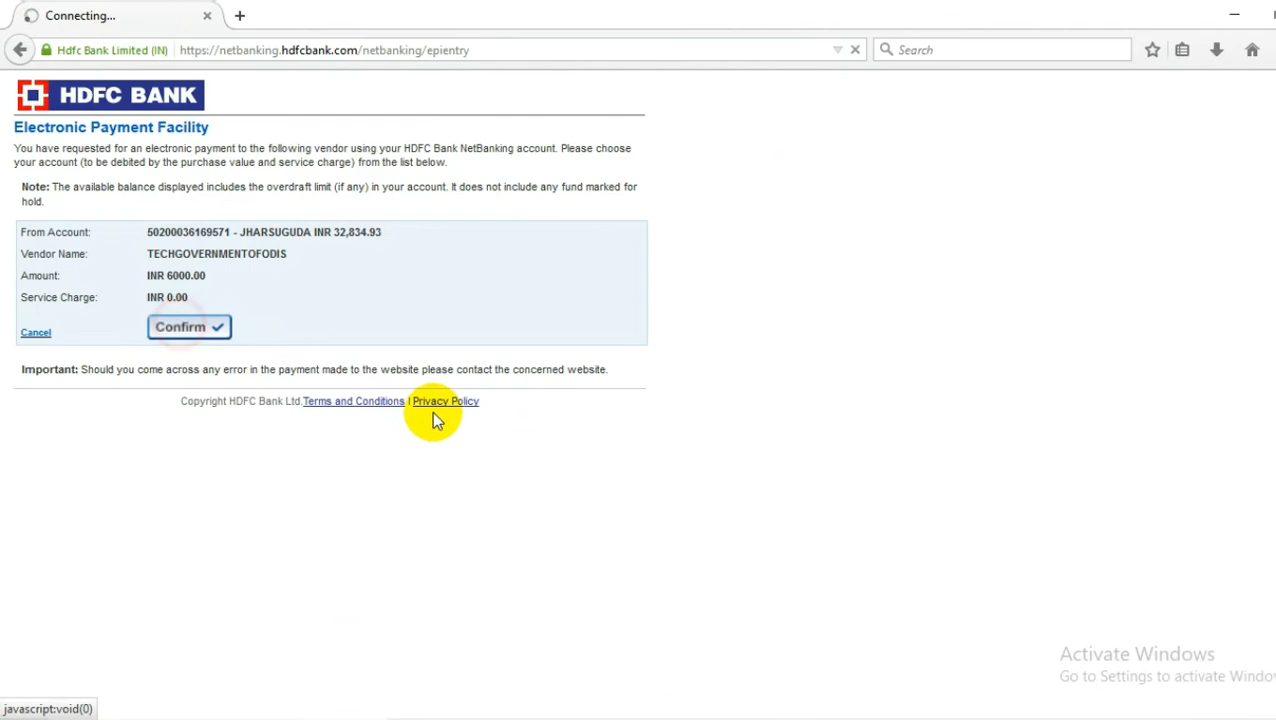 Connecting...
Hdfc Bank Limited (IN) https://netbanking.hdfcbank.com/netbanking/epientry Search
HDFC BANK
Electronic Payment Facility
You have requested for an electronic payment to the following vendor using your HDFC Bank NetBanking account. Please choose
your account (to be debited by the purchase value and service charge) from the list below.
Note: The available balance displayed includes the overdraft limit (if any) in your account. It does not include any fund marked for
hold.
From Account: 50200036169571 - JHARSUGUDA INR 32,834.93
Vendor Name: TECHGOVERNMENTOFODIS
Amount: INR 6000.00
Service Charge: INR 0.00
Cancel Confirm
Important: Should you come across any error in the payment made to the website please contact the concerned website.
Copyright HDFC Bank Ltd.Terms and Conditions | Privacy Policy
Activate Windows
Go to Settings to activate Windo
javascript:void(0)